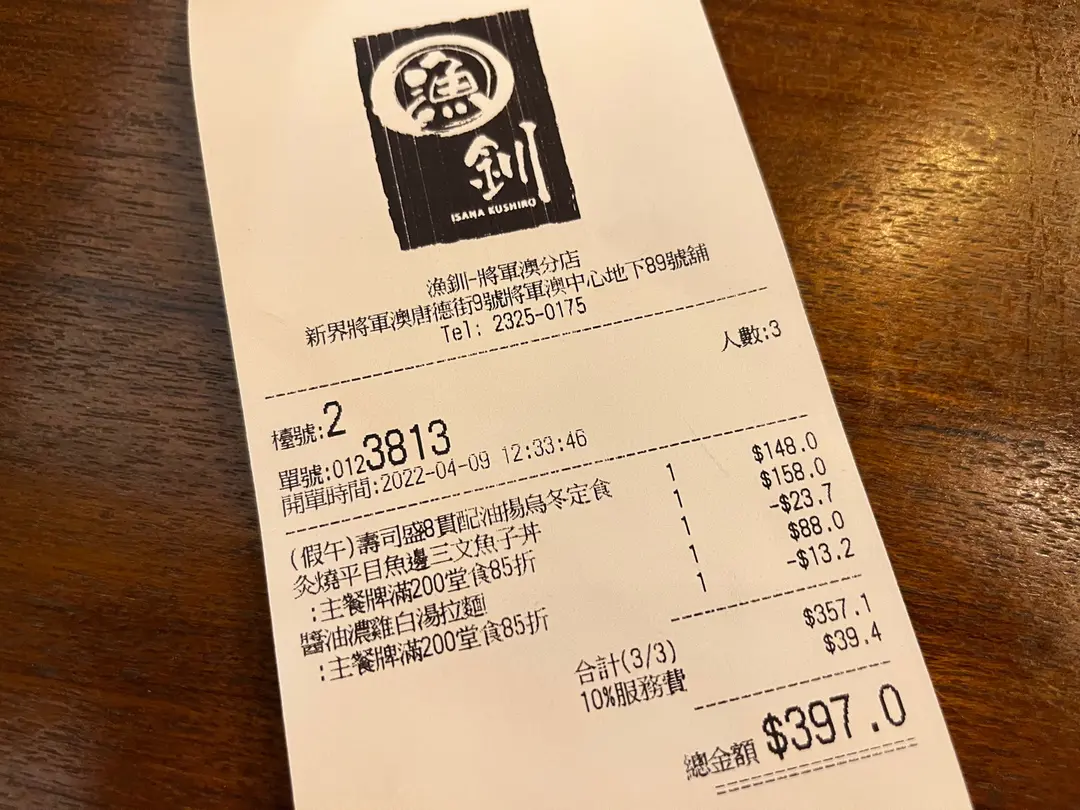 漁
釧
ISANA KUSHIRO
漁釧-將軍澳分店
新界將軍澳唐德街9號將軍澳中心地下89號舖
Tel: 2325-0175
人數:3
檯號:2
單號:0123813
開單時間:2022-04-09 12:33:46
(假午)壽司盛8貫配油揚烏冬定食 1 $148.0
炎燒平目魚邊三文魚子丼 1 $158.0
:主餐牌滿200堂食85折 1 -$23.7
醬油濃雞白湯拉麵 1 $88.0
:主餐牌滿200堂食85折 1 -$13.2
合計(3/3) $357.1
10%服務費 $39.4
總金額 $397.0